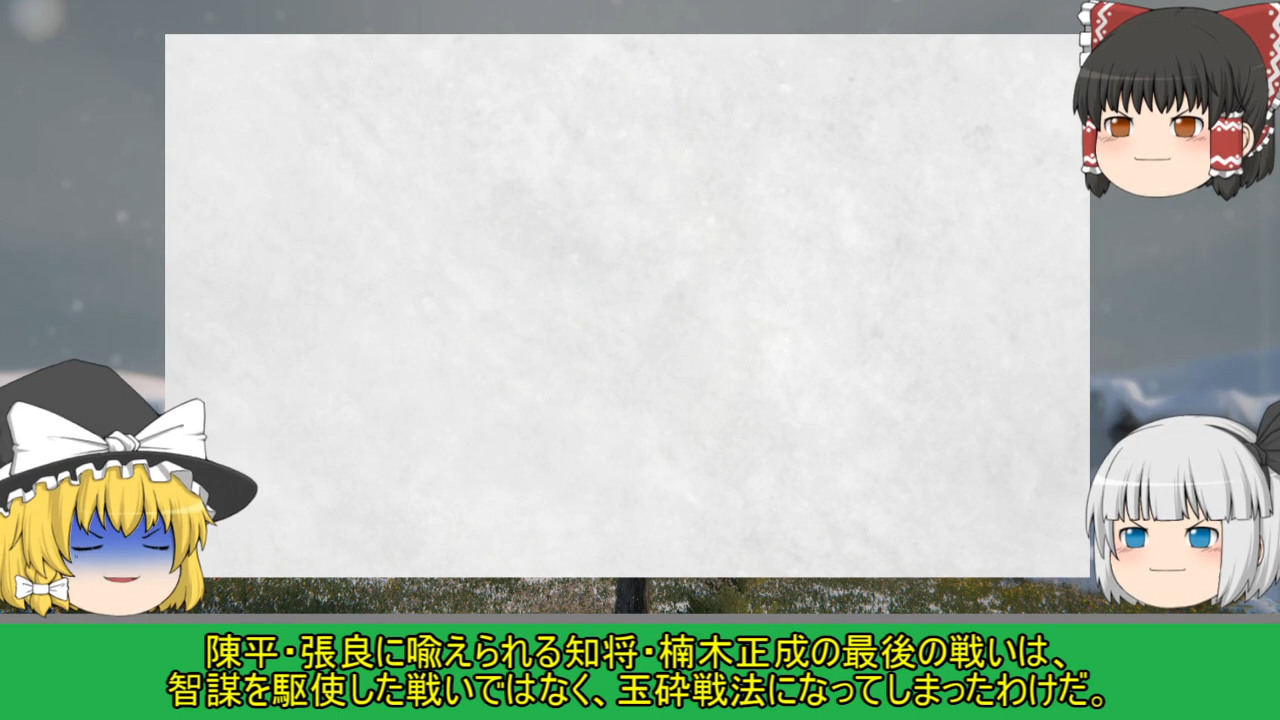 陳平・張良に喩えられる知将・楠木正成の最後の戦いは、
智謀を駆使した戦いではなく、玉砕戦法になってしまったわけだ。